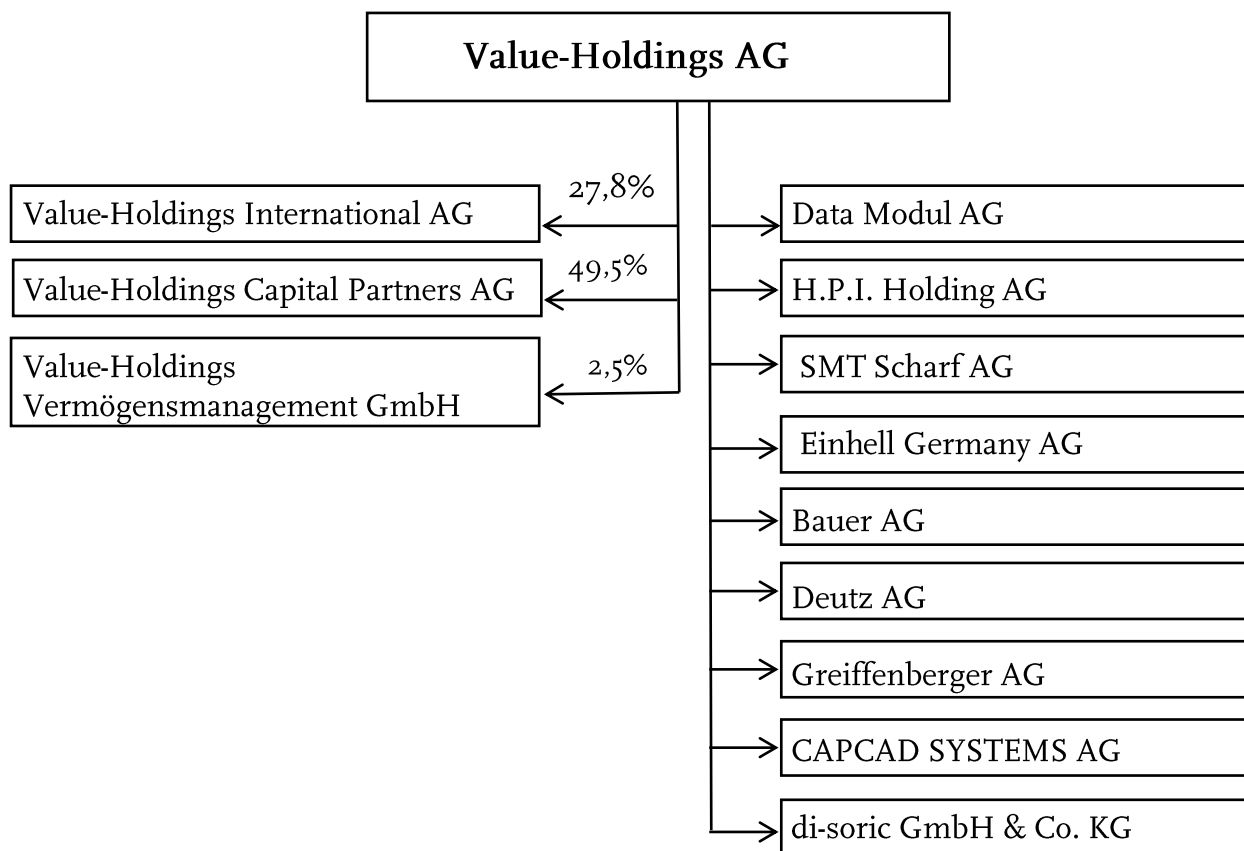 Value-Holdings AG
27,8%
Value-Holdings International AG
49,5%
Value-Holdings Capital Partners AG
2,5%
Value-Holdings
Vermögensmanagement GmbH
Data Modul AG
H.P.I. Holding AG
SMT Scharf AG
Einhell Germany AG
Bauer AG
Deutz AG
Greiffenberger AG
CAPCAD SYSTEMS AG
di-soric GmbH & Co. KG